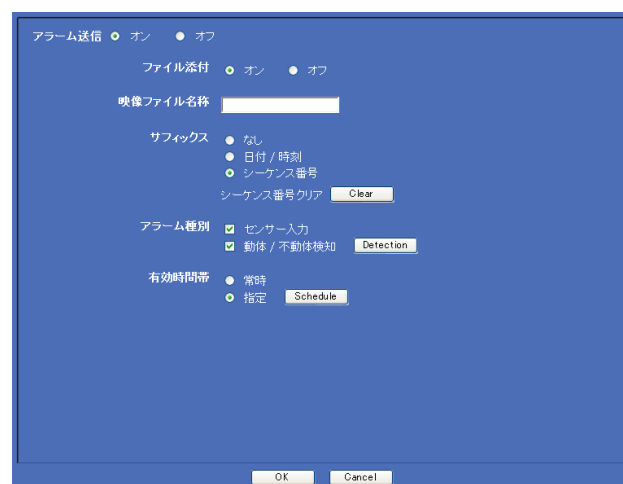 アラーム送信 オン オフ
ファイル添付 オン オフ
映像ファイル名称
サフィックス なし
日付 / 時刻
シーケンス番号
シーケンス番号クリア Clear
アラーム種別 センサー入力
動体 / 不動体検知 Detection
有効時間帯 常時
指定 Schedule
OK Cancel